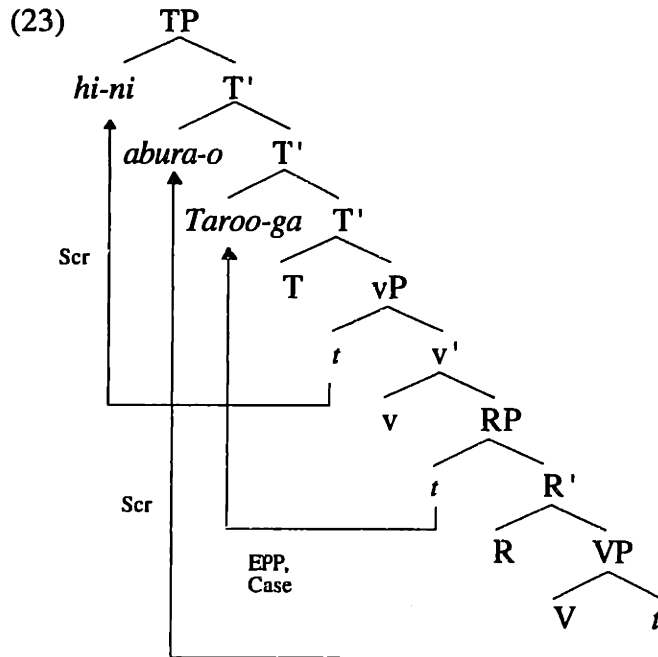 (23) TP
hi-ni T'
abura-o T'
Taroo-ga T'
Scr
T vP
t v'
v RP
t R'
Scr
EPP,
Case
R VP
V t